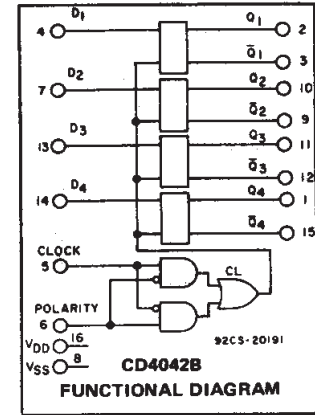 D1
4
Q1
2
Q̅1
3
D2
7
Q2
10
Q̅2
9
D3
13
Q3
11
Q̅3
12
D4
14
Q4
1
Q̅4
15
CLOCK
5
CL
POLARITY
6
92CS-20191
VDD 16
VSS 8
CD4042B
FUNCTIONAL DIAGRAM